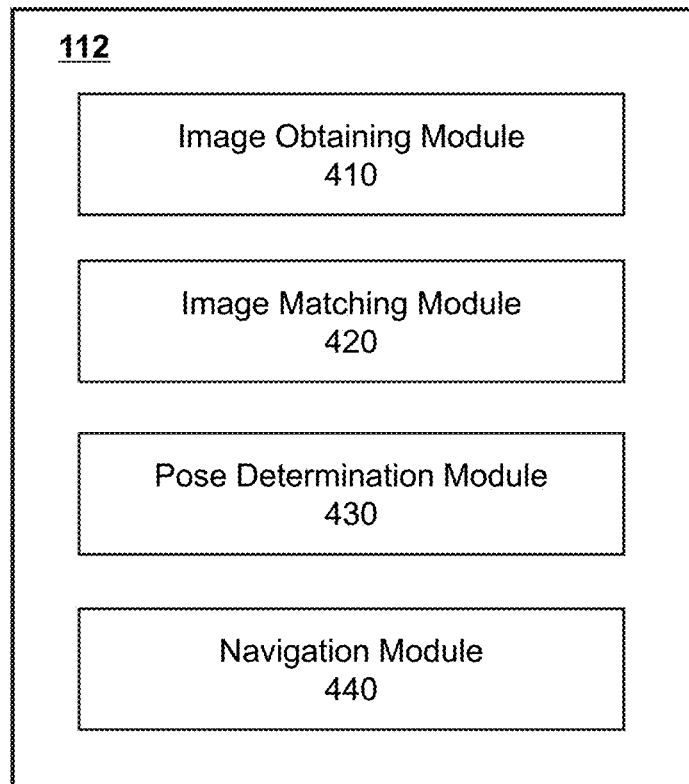 112
Image Obtaining Module
410
Image Matching Module
420
Pose Determination Module
430
Navigation Module
440